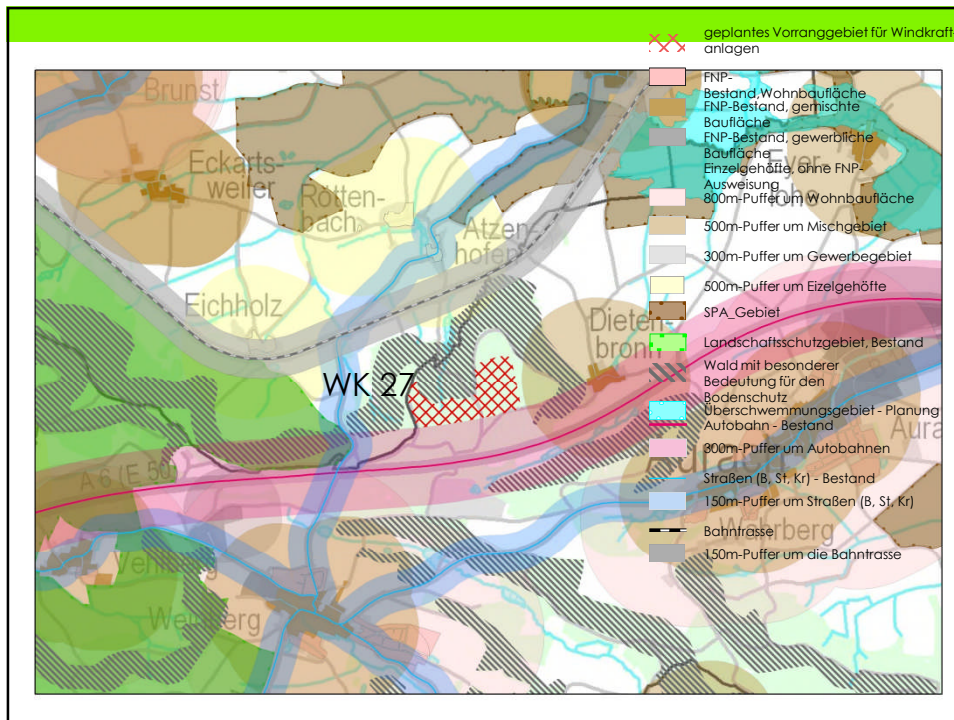 geplantes Vorranggebiet für Windkraft-
anlagen
FNP-
Bestand,Wohnbaufläche
FNP-Bestand, gemischte
Baufläche
FNP-Bestand, gewerbliche
Baufläche
Einzelgehöfte, ohne FNP-
Ausweisung
800m-Puffer um Wohnbaufläche
500m-Puffer um Mischgebiet
300m-Puffer um Gewerbegebiet
500m-Puffer um Eizelgehöfte
SPA_Gebiet
Landschaftsschutzgebiet, Bestand
Wald mit besonderer
Bedeutung für den
Bodenschutz
Überschwemmungsgebiet - Planung
Autobahn - Bestand
300m-Puffer um Autobahnen
Straßen (B, St, Kr) - Bestand
150m-Puffer um Straßen (B, St, Kr)
Bahntrasse
150m-Puffer um die Bahntrasse
Brunst
Eckarts-
weiler
Rötten-
bach
Atzen-
hofen
Eichholz
Dieten-
bronn
WK 27
A 6 (E 50)
Aurach
Aura
Wahrberg